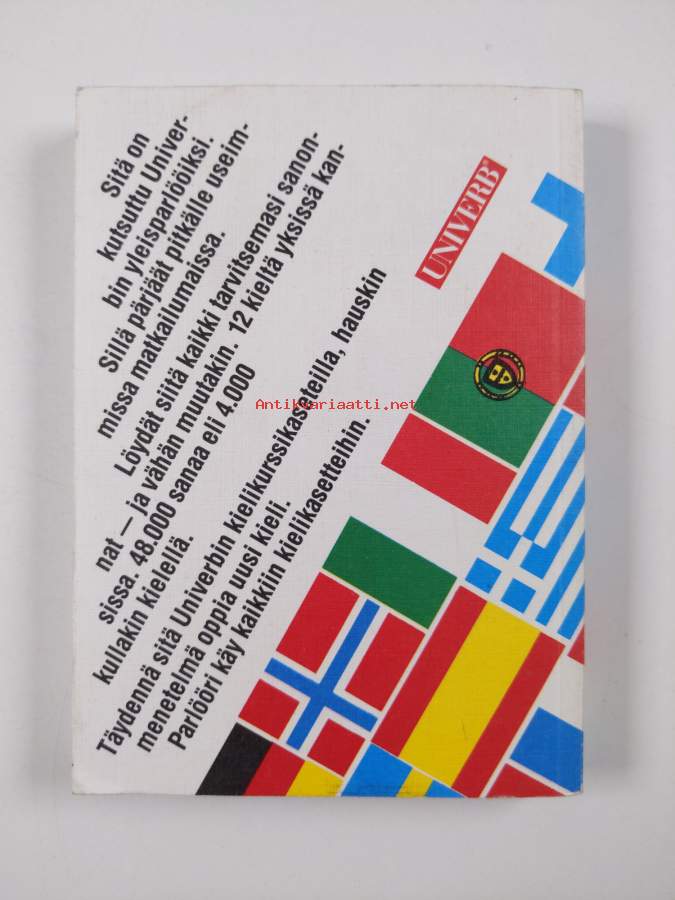 Sitä on
kutsuttu Univer-
bin yleisparlööiksi.
Sillä pärjäät pitkälle useim-
missa matkailumaissa.
Löydät siitä kaikki tarvitsemasi sanon-
nat — ja vähän muutakin. 12 kieltä yksissä kan-
sissa. 48.000 sanaa eli 4.000
kullakin kielellä.
Täydennä sitä Univerbin kielikurssikaseteilla, hauskin
menetelmä oppia uusi kieli.
Parlööri käy kaikkiin kielikasetteihin.
UNIVERB®
Antikvariaatti.net